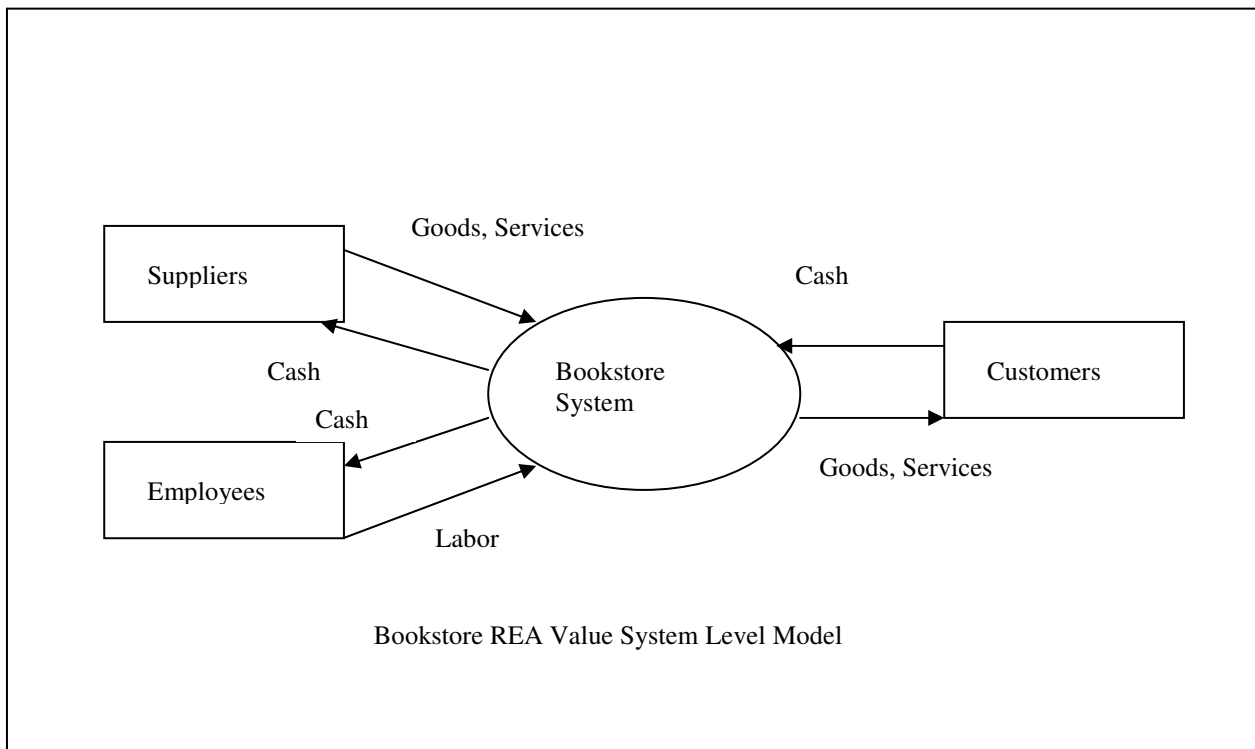 Goods, Services
Suppliers
Cash
Cash
Bookstore
System
Customers
Cash
Employees
Goods, Services
Labor
Bookstore REA Value System Level Model